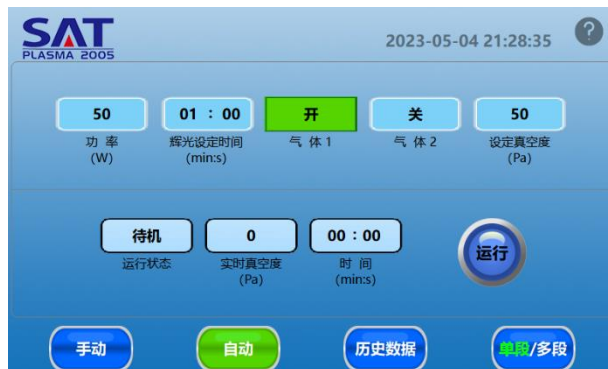 SAT
PLASMA 2005
2023-05-04 21:28:35
?
50
01 : 00
开
关
50
功 率
(W)
辉光设定时间
(min:s)
气 体 1
气 体 2
设定真空度
(Pa)
待机
0
00 : 00
运行
运行状态
实时真空度
(Pa)
时 间
(min:s)
手动
自动
历史数据
单段/多段